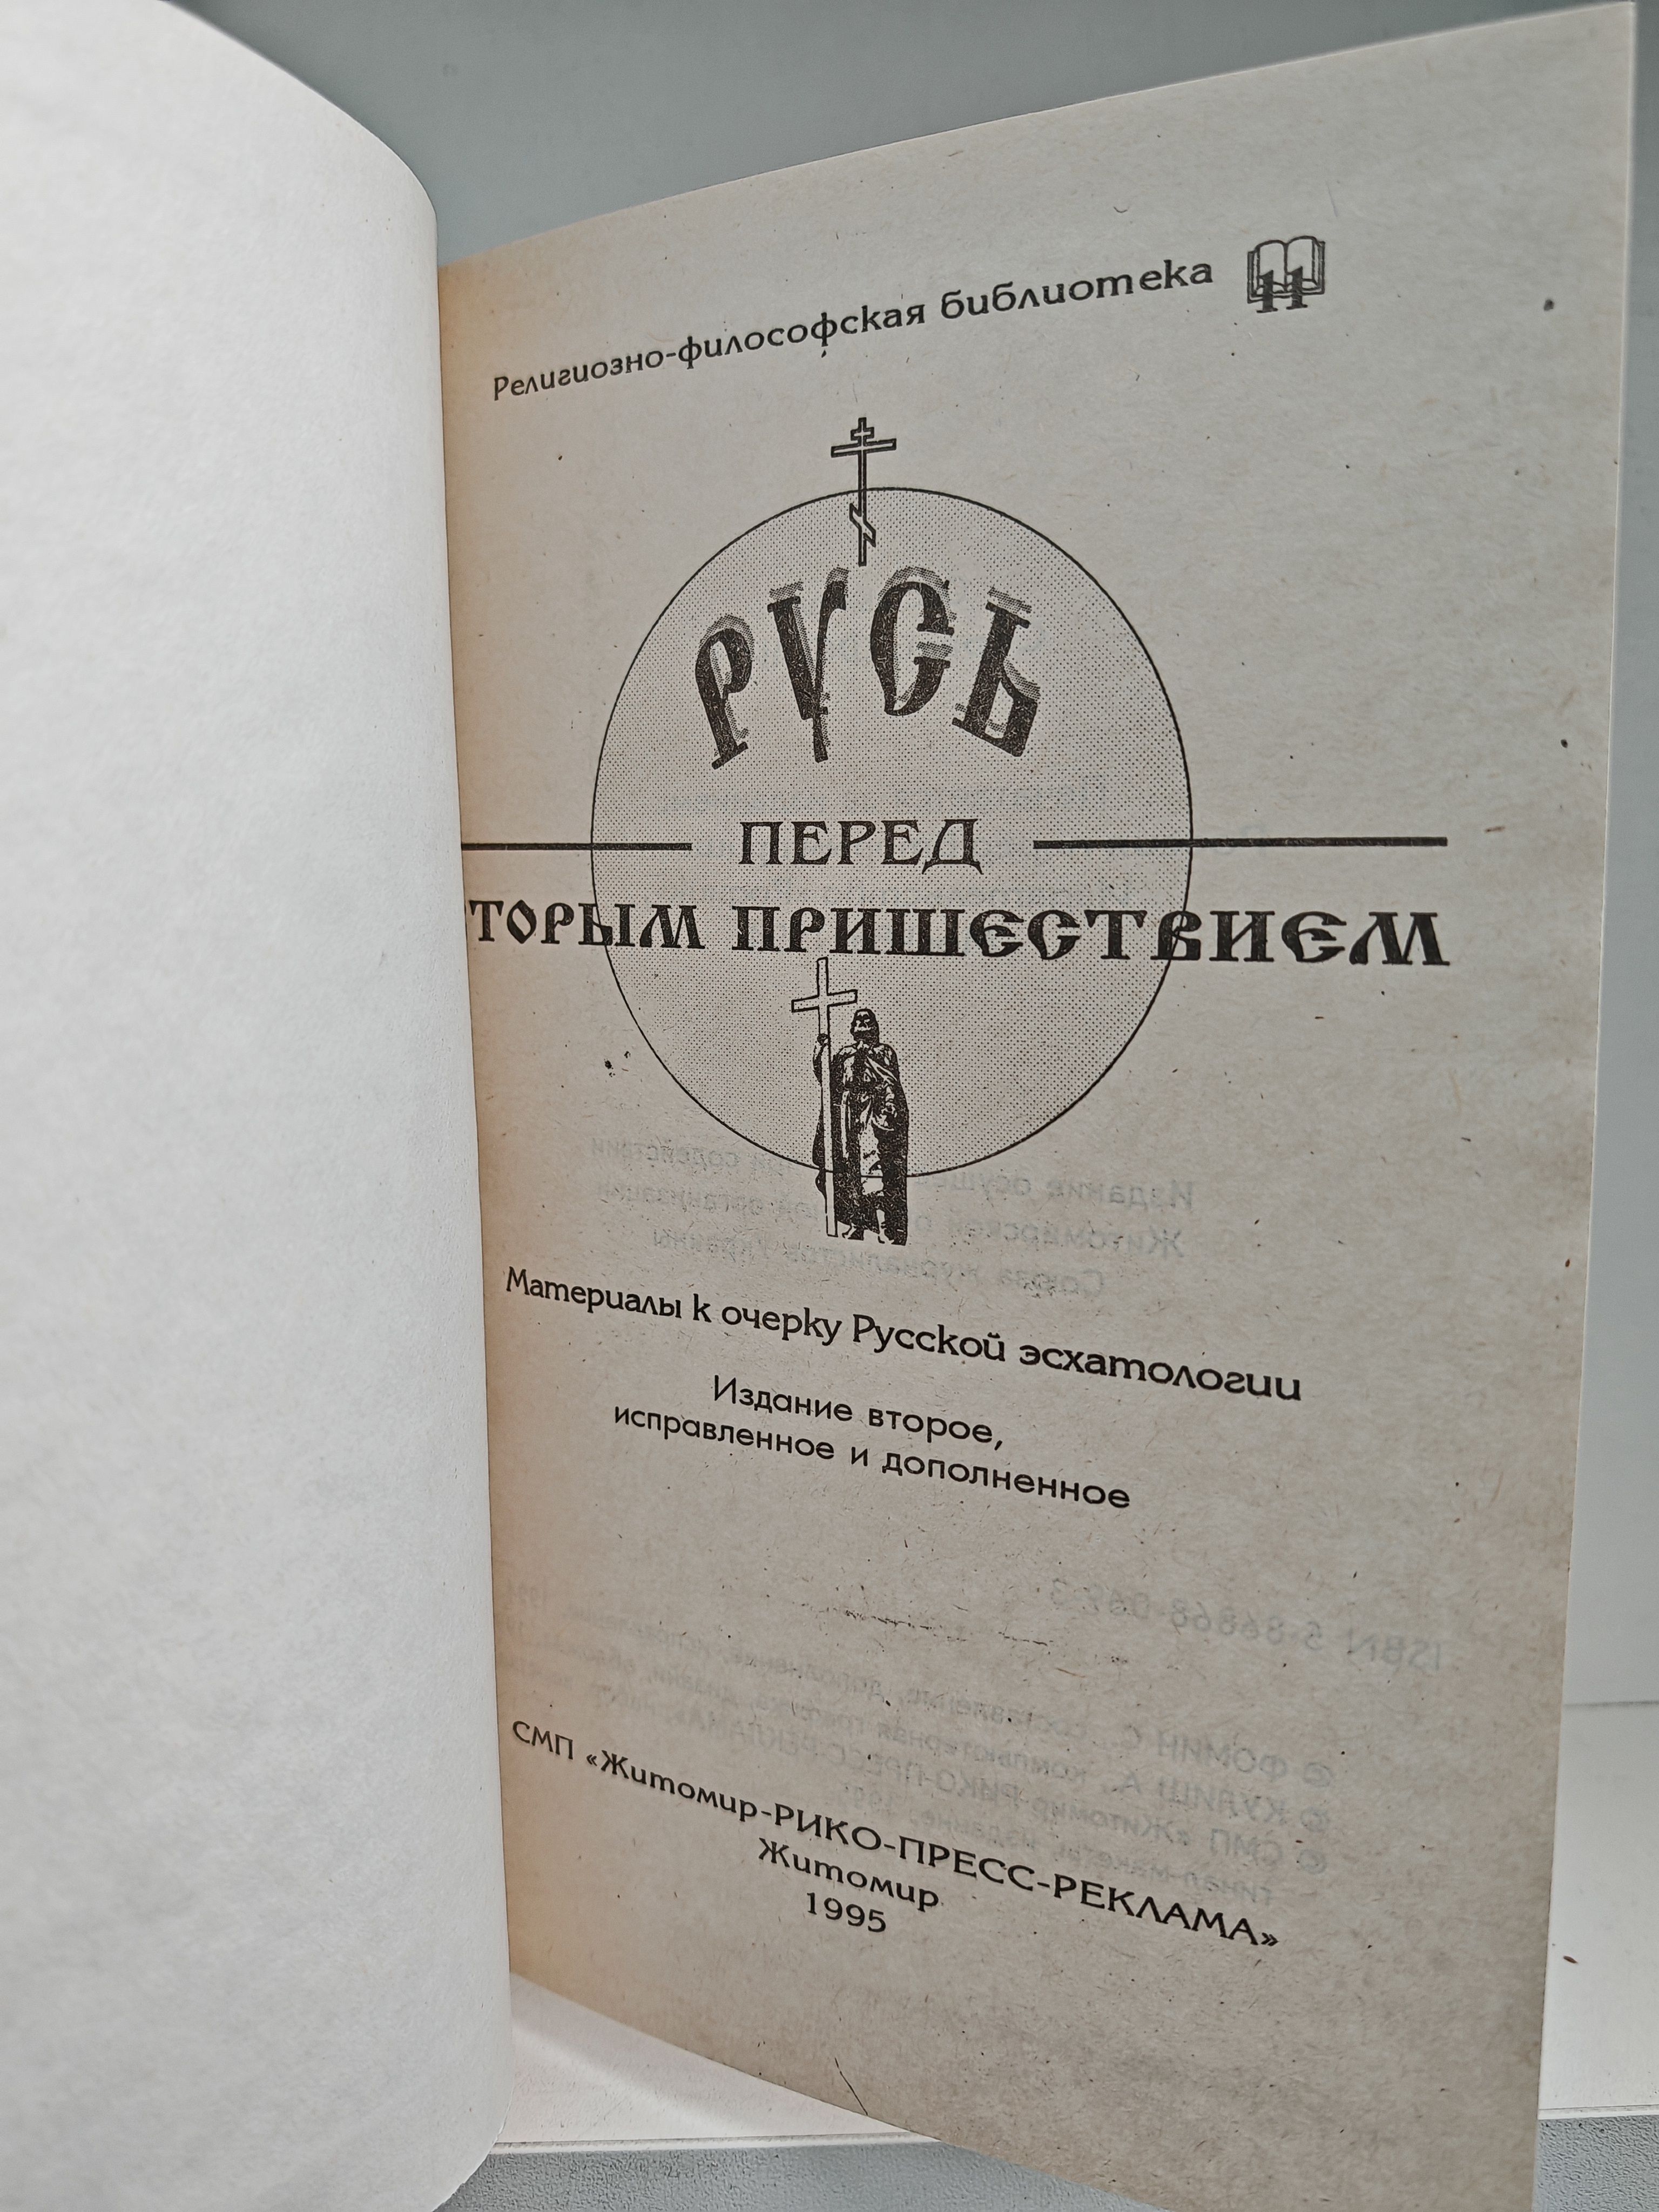 Религиозно-философская библиотека
РУСЬ
ПЕРЕД
ТОРЫМ ПРИШЕСТВИЕМ
Материалы к очерку Русской эсхатологии
Издание второе,
исправленное и дополненное
СМП «Житомир-РИКО-ПРЕСС-РЕКЛАМА»
Житомир
1995